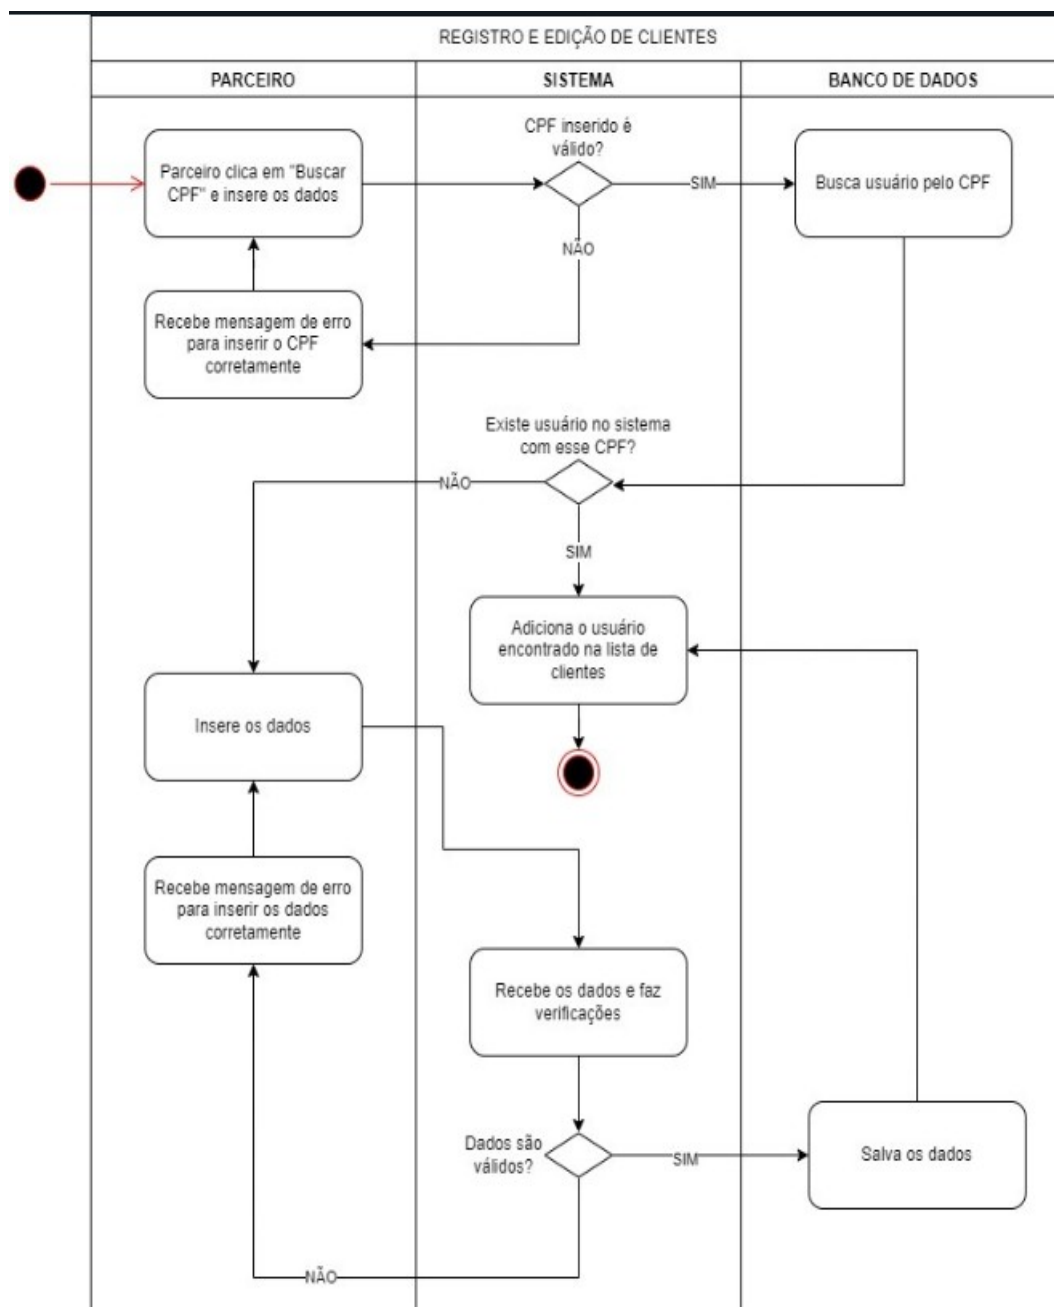 REGISTRO E EDIÇÃO DE CLIENTES
PARCEIRO
SISTEMA
BANCO DE DADOS
Parceiro clica em "Buscar
CPF" e insere os dados
CPF inserido é
válido?
SIM
Busca usuário pelo CPF
NÃO
Recebe mensagem de erro
para inserir o CPF
corretamente
Existe usuário no sistema
com esse CPF?
NÃO
SIM
Adiciona o usuário
encontrado na lista de
clientes
Insere os dados
Recebe mensagem de erro
para inserir os dados
corretamente
Recebe os dados e faz
verificações
Dados são
válidos?
SIM
Salva os dados
NÃO